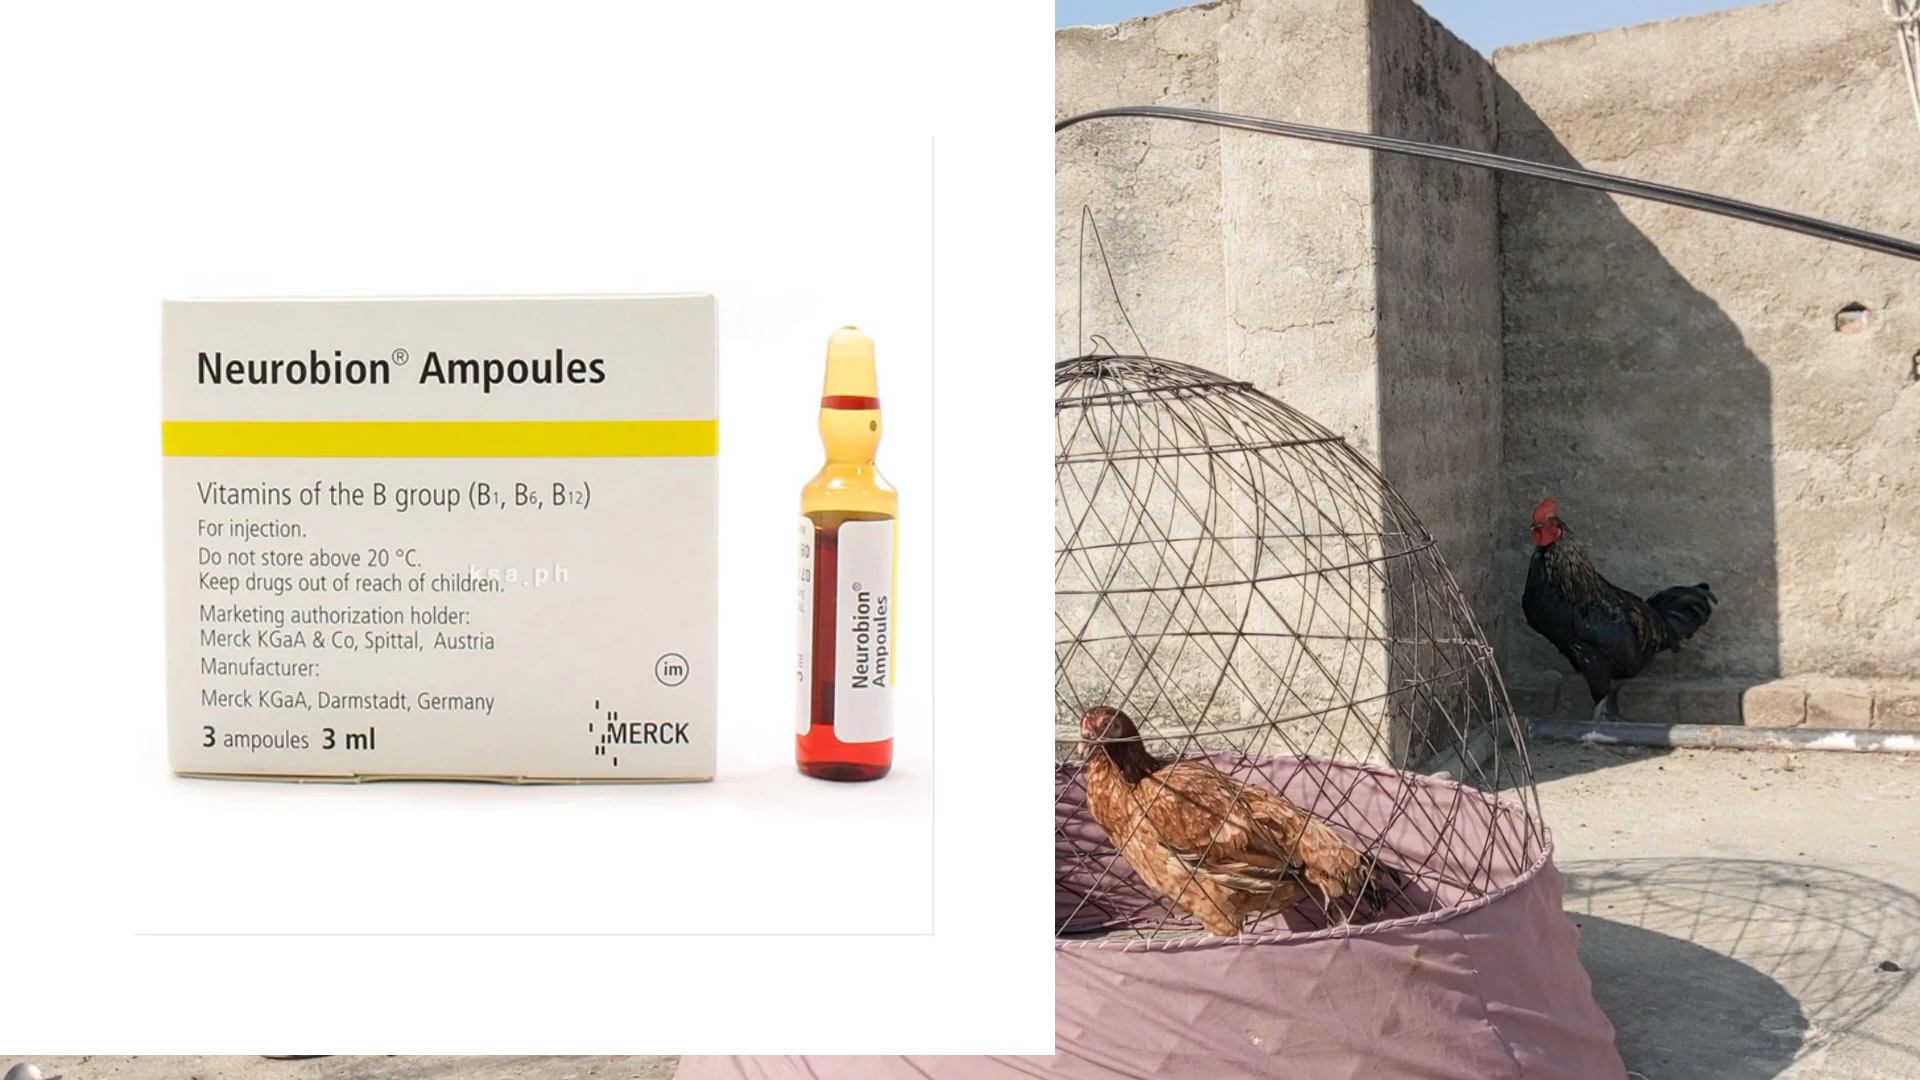 Neurobion® Ampoules
Vitamins of the B group (B1, B6, B12)
For injection.
Do not store above 20 °C.
Keep drugs out of reach of children.
ksa.ph
Marketing authorization holder:
Merck KGaA & Co, Spittal, Austria
Manufacturer:
im
Merck KGaA, Darmstadt, Germany
3 ampoules 3 ml
MERCK
Neurobion®
Ampoules